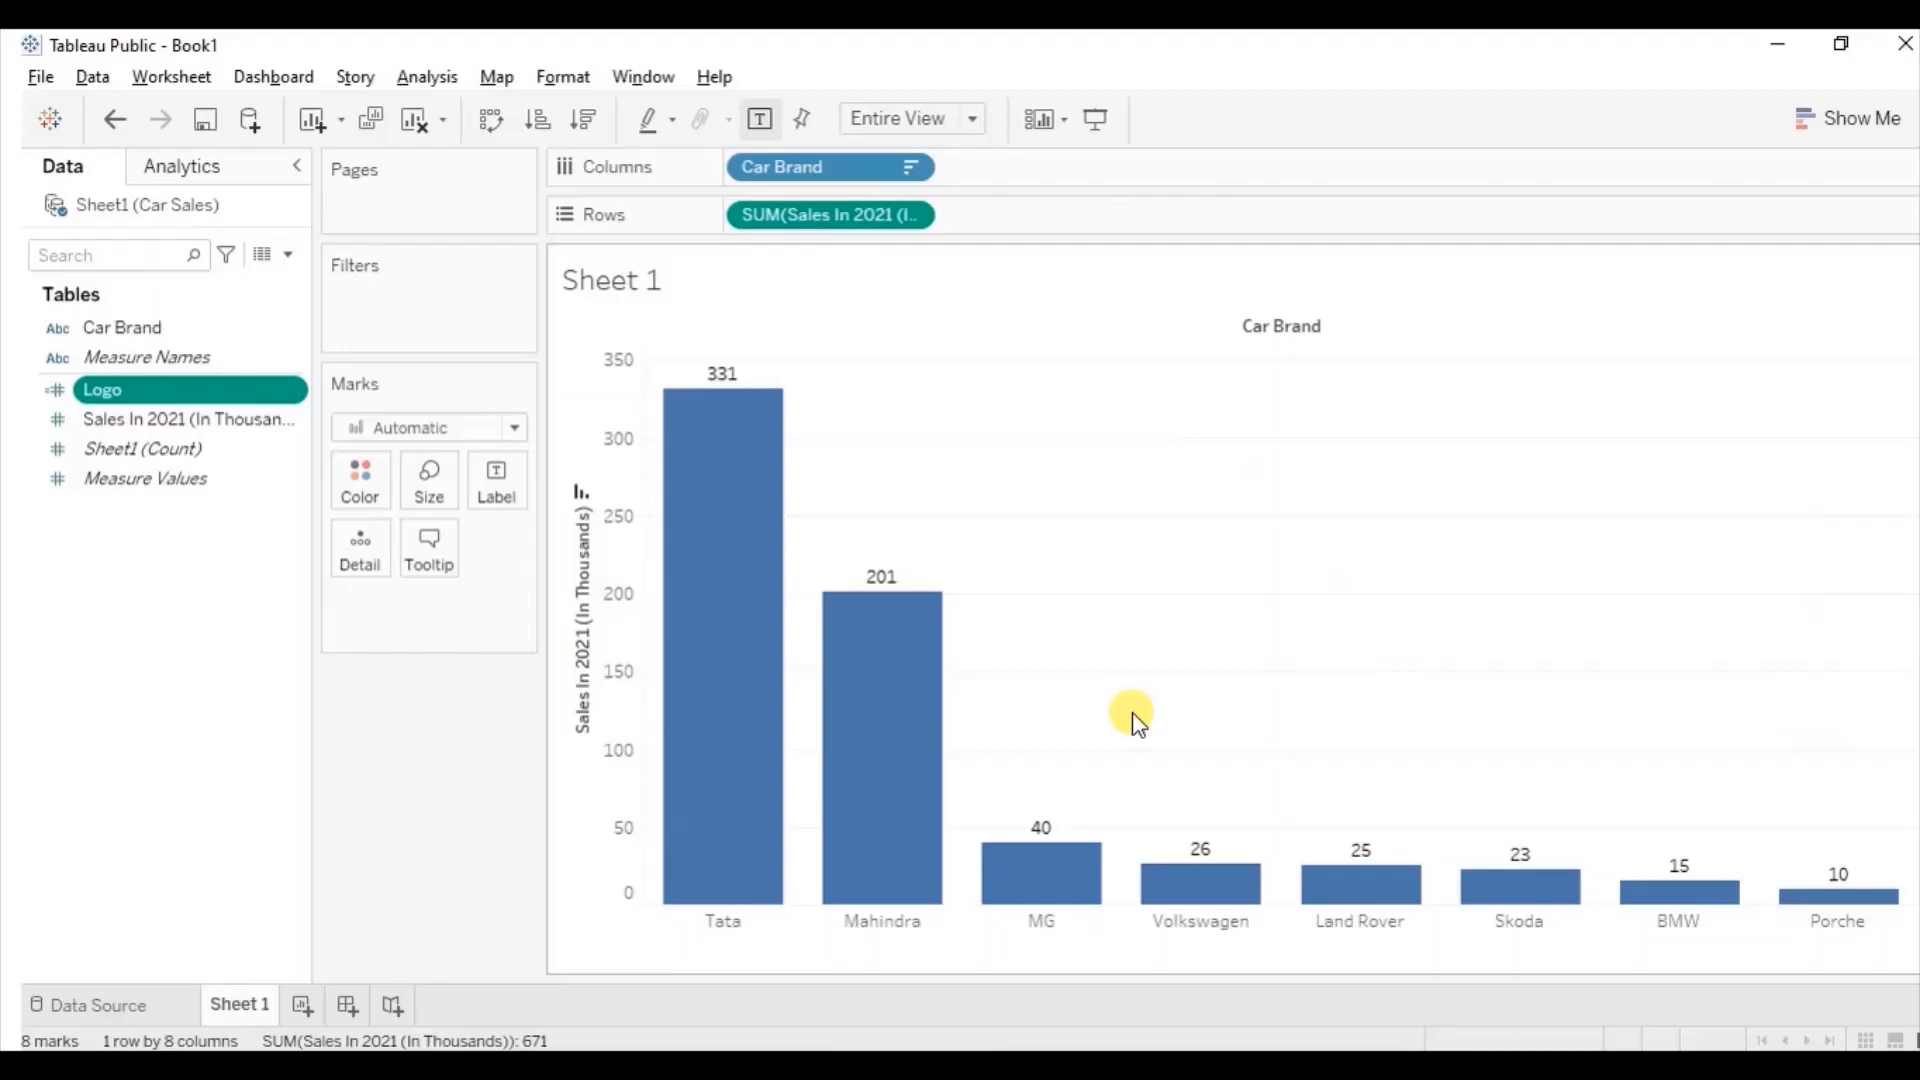 Tableau Public - Book1
File Data Worksheet Dashboard Story Analysis Map Format Window Help
Entire View
Show Me
Data Analytics
Sheet1 (Car Sales)
Search
Tables
Abc Car Brand
Abc Measure Names
=# Logo
# Sales In 2021 (In Thousan...
# Sheet1 (Count)
# Measure Values
Pages
Filters
Marks
Automatic
Color Size Label
Detail Tooltip
Columns Car Brand
Rows SUM(Sales In 2021 (I..
Sheet 1
Car Brand
Sales In 2021 (In Thousands)
350
300
250
200
150
100
50
0
331
201
40
26
25
23
15
10
Tata Mahindra MG Volkswagen Land Rover Skoda BMW Porche
Data Source Sheet 1
8 marks 1 row by 8 columns SUM(Sales In 2021 (In Thousands)): 671